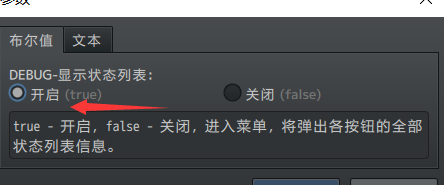 参数
布尔值 文本
DEBUG-显示状态列表:
开启 (true) 关闭 (false)
true - 开启, false - 关闭, 进入菜单, 将弹出各按钮的全部
状态列表信息。